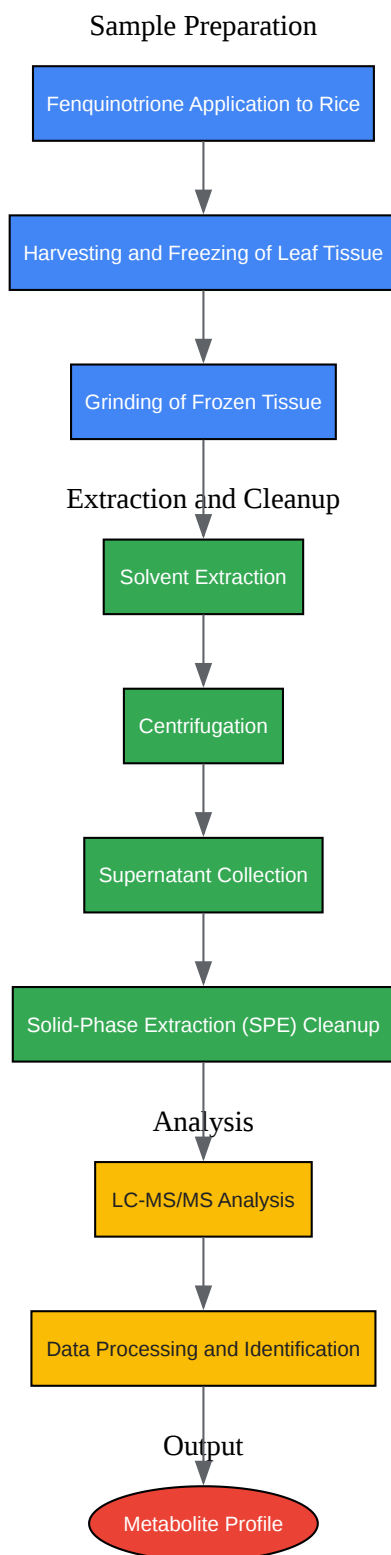 Sample Preparation
Fenquinotrione Application to Rice
Harvesting and Freezing of Leaf Tissue
Grinding of Frozen Tissue
Extraction and Cleanup
Solvent Extraction
Centrifugation
Supernatant Collection
Solid-Phase Extraction (SPE) Cleanup
Analysis
LC-MS/MS Analysis
Data Processing and Identification
Output
Metabolite Profile